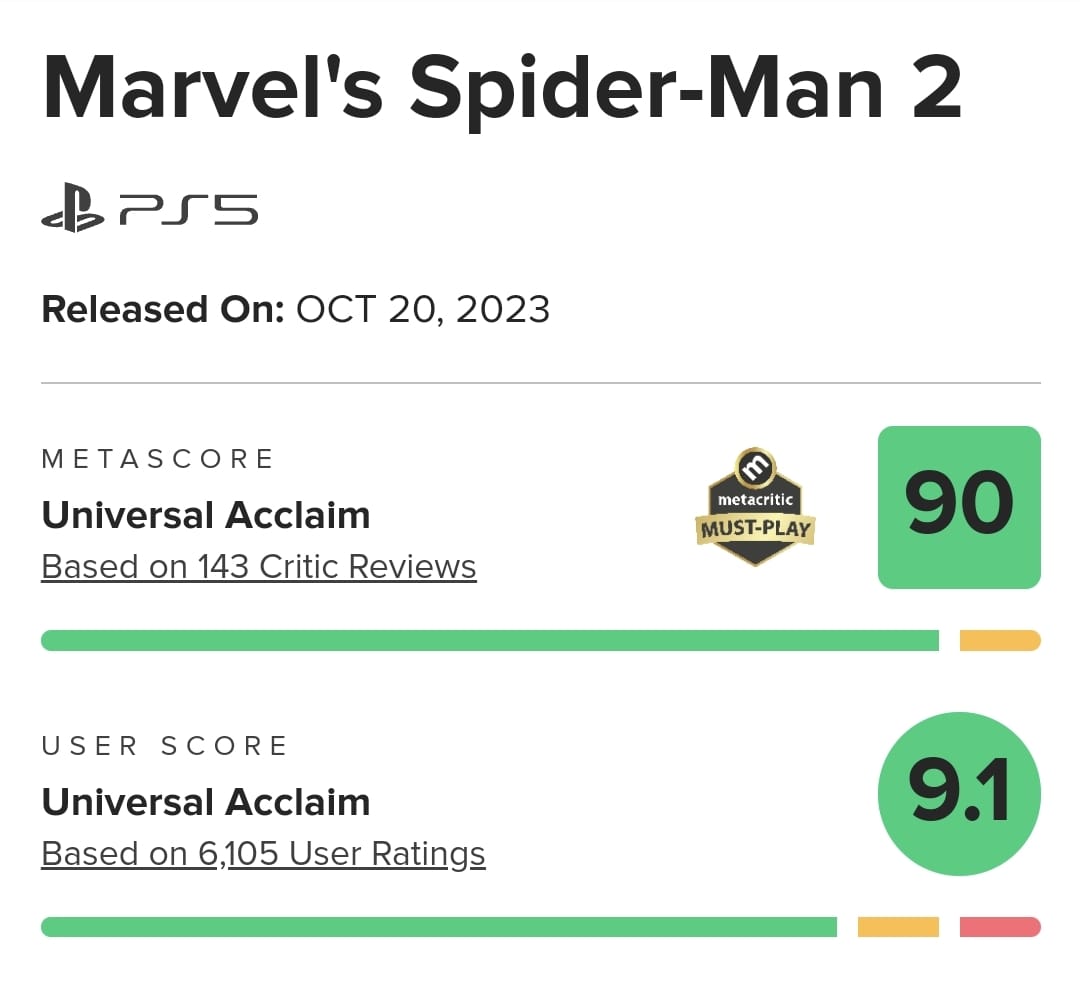 Marvel's Spider-Man 2
PS5
Released On: OCT 20, 2023
METASCORE
Universal Acclaim
Based on 143 Critic Reviews
m
metacritic
MUST-PLAY
90
USER SCORE
Universal Acclaim
Based on 6,105 User Ratings
9.1